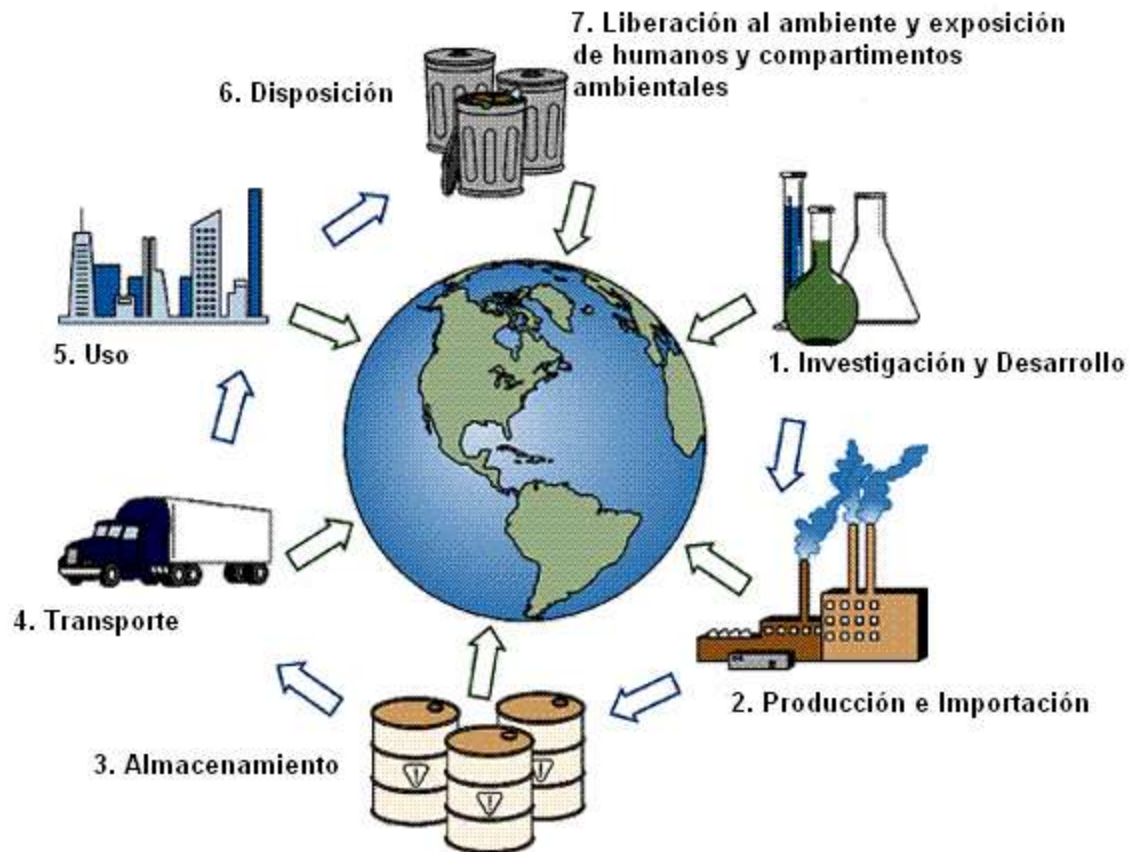 7. Liberación al ambiente y exposición
de humanos y compartimentos
ambientales
6. Disposición
5. Uso
1. Investigación y Desarrollo
4. Transporte
2. Producción e Importación
3. Almacenamiento